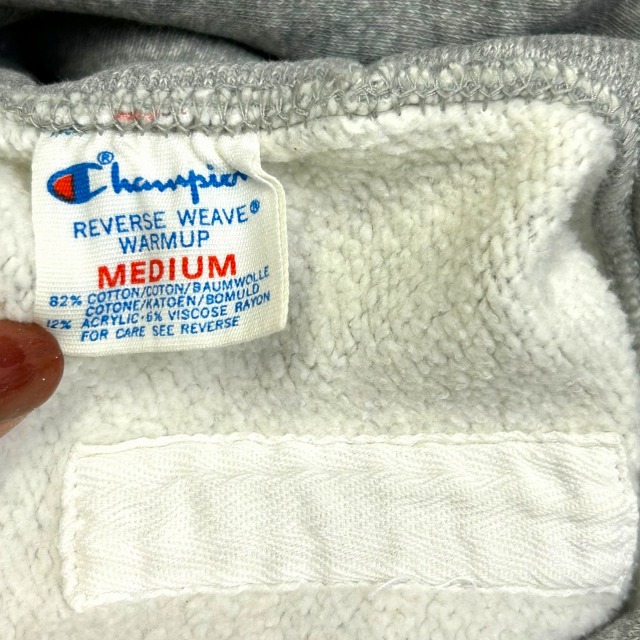 Champion®
REVERSE WEAVE®
WARMUP
MEDIUM
82% COTTON/COTON/BAUMWOLLE
COTONE/KATOEN/BOMULD
12% ACRYLIC·6% VISCOSE RAYON
FOR CARE SEE REVERSE